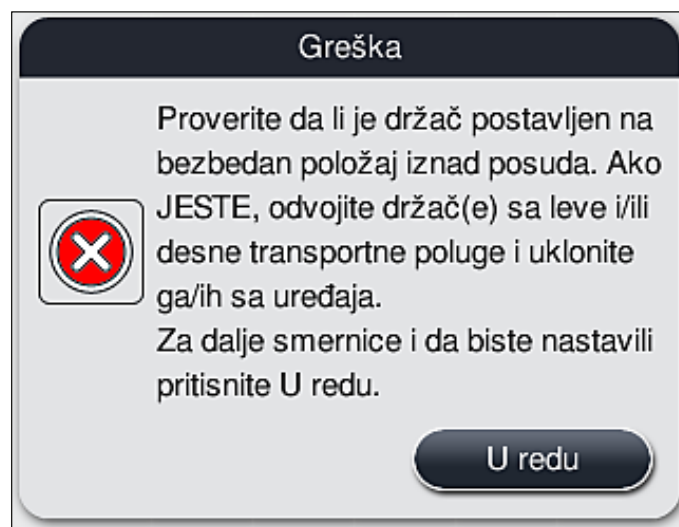 Greška
Proverite da li je držač postavljen na
bezbedan položaj iznad posuda. Ako
JESTE, odvojite držač(e) sa leve i/ili
desne transportne poluge i uklonite
ga/ih sa uređaja.
Za dalje smernice i da biste nastavili
pritisnite U redu.
U redu